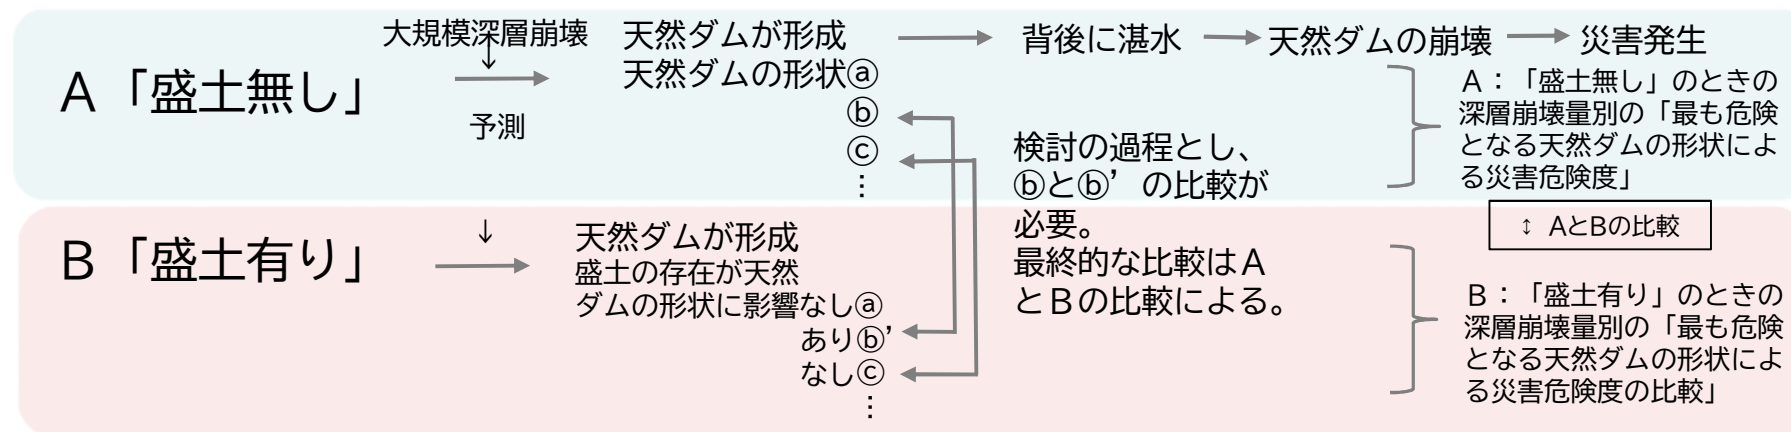 A「盛土無し」
大規模深層崩壊
↓
予測
天然ダムが形成
天然ダムの形状ⓐ
ⓑ
ⓒ
⋮
背後に湛水
天然ダムの崩壊
災害発生
A:「盛土無し」のときの
深層崩壊量別の「最も危険
となる天然ダムの形状によ
る災害危険度」
検討の過程とし、
ⓑとⓑ’の比較が
必要。
最終的な比較はA
とBの比較による。
↕ AとBの比較
B「盛土有り」
↓
天然ダムが形成
盛土の存在が天然
ダムの形状に影響なしⓐ
ありⓑ’
なしⓒ
⋮
B:「盛土有り」のときの
深層崩壊量別の「最も危険
となる天然ダムの形状によ
る災害危険度の比較」